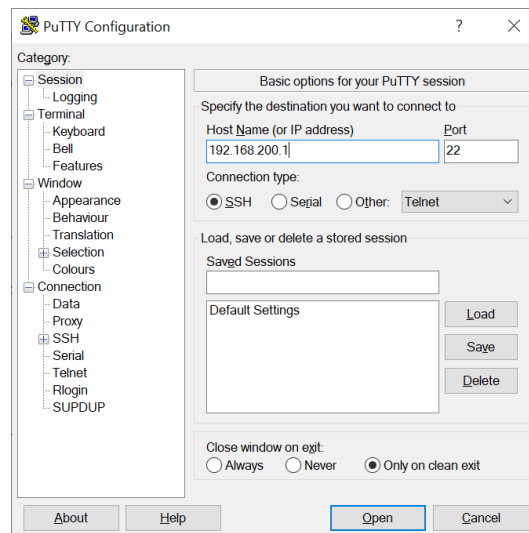 PuTTY Configuration ?
Category:
Session
Logging
Terminal
Keyboard
Bell
Features
Window
Appearance
Behaviour
Translation
Selection
Colours
Connection
Data
Proxy
SSH
Serial
Telnet
Rlogin
SUPDUP
Basic options for your PuTTY session
Specify the destination you want to connect to
Host Name (or IP address) Port
192.168.200.1 22
Connection type:
SSH Serial Other: Telnet
Load, save or delete a stored session
Saved Sessions
Default Settings
Load
Save
Delete
Close window on exit:
Always Never Only on clean exit
About Help Open Cancel